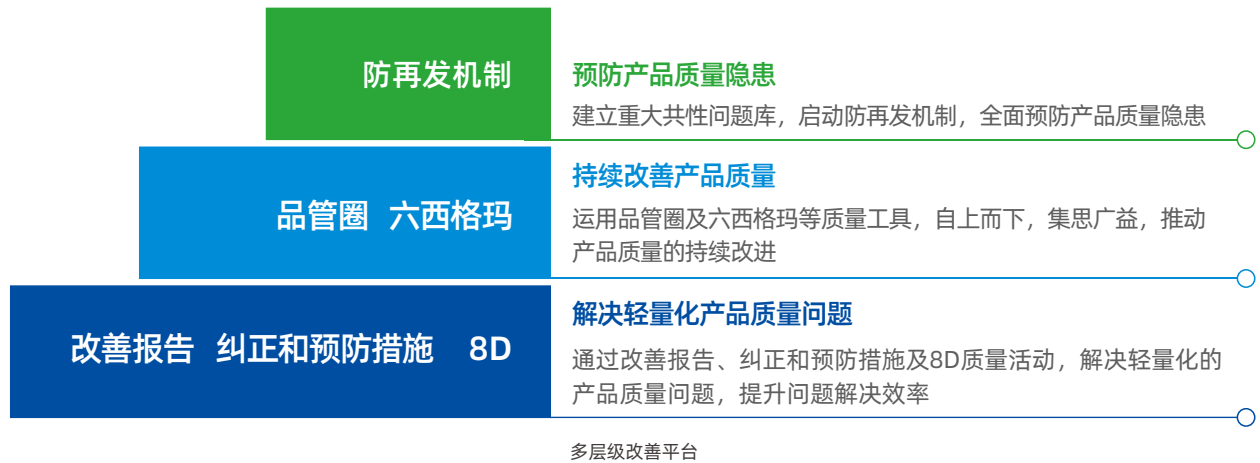 防再发机制
预防产品质量隐患
建立重大共性问题库，启动防再发机制，全面预防产品质量隐患
品管圈 六西格玛
持续改善产品质量
运用品管圈及六西格玛等质量工具，自上而下，集思广益，推动
产品质量的持续改进
改善报告 纠正和预防措施 8D
解决轻量化产品质量问题
通过改善报告、纠正和预防措施及8D质量活动，解决轻量化的
产品质量问题，提升问题解决效率
多层级改善平台